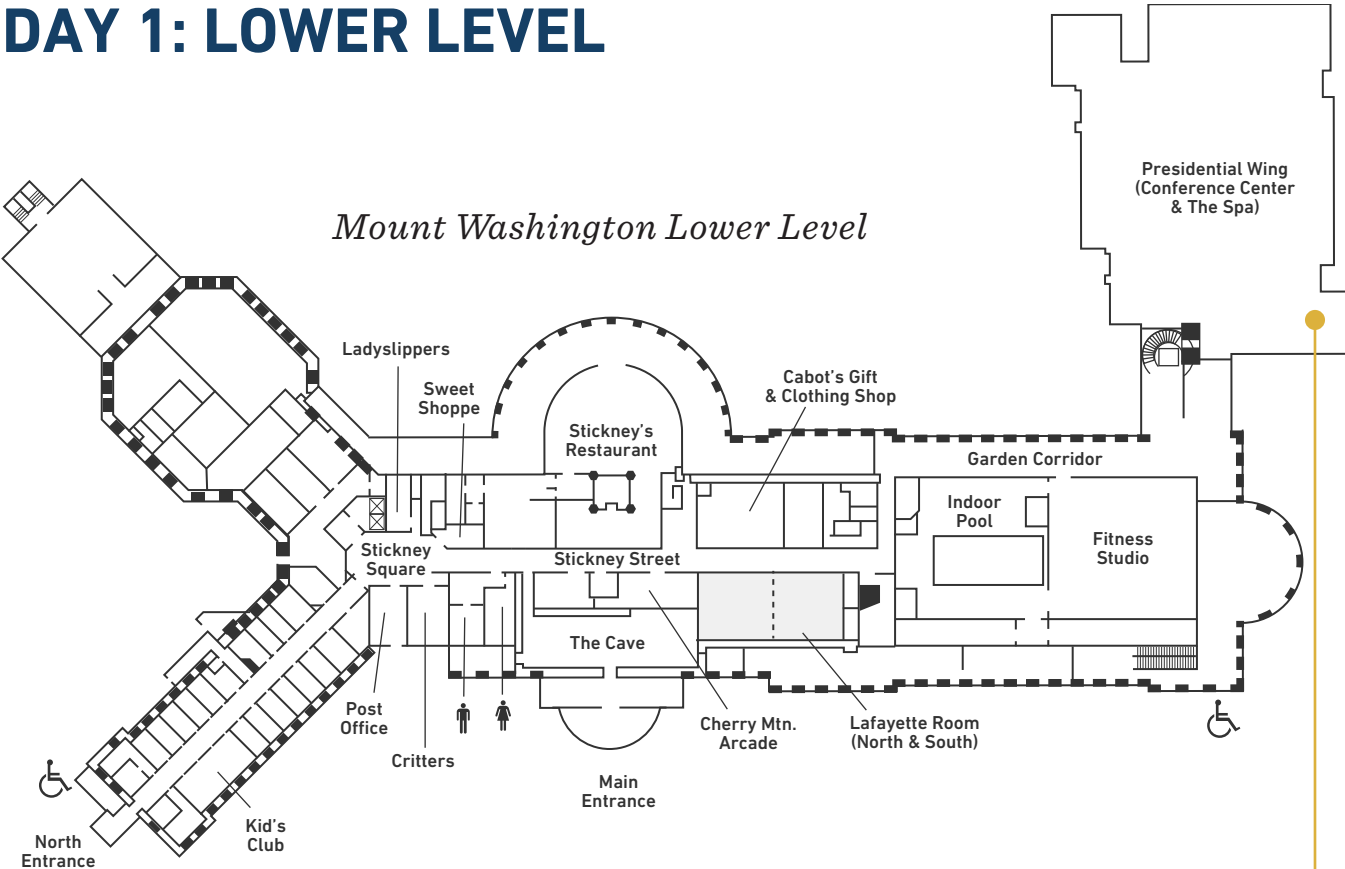 DAY 1: LOWER LEVEL
Presidential Wing
(Conference Center
& The Spa)
Mount Washington Lower Level
Ladyslippers
Sweet
Shoppe
Cabot's Gift
& Clothing Shop
Stickney's
Restaurant
Garden Corridor
Indoor
Pool
Fitness
Studio
Stickney
Square
Stickney Street
The Cave
Post
Office
Critters
Cherry Mtn.
Arcade
Lafayette Room
(North & South)
Main
Entrance
Kid's
Club
North
Entrance